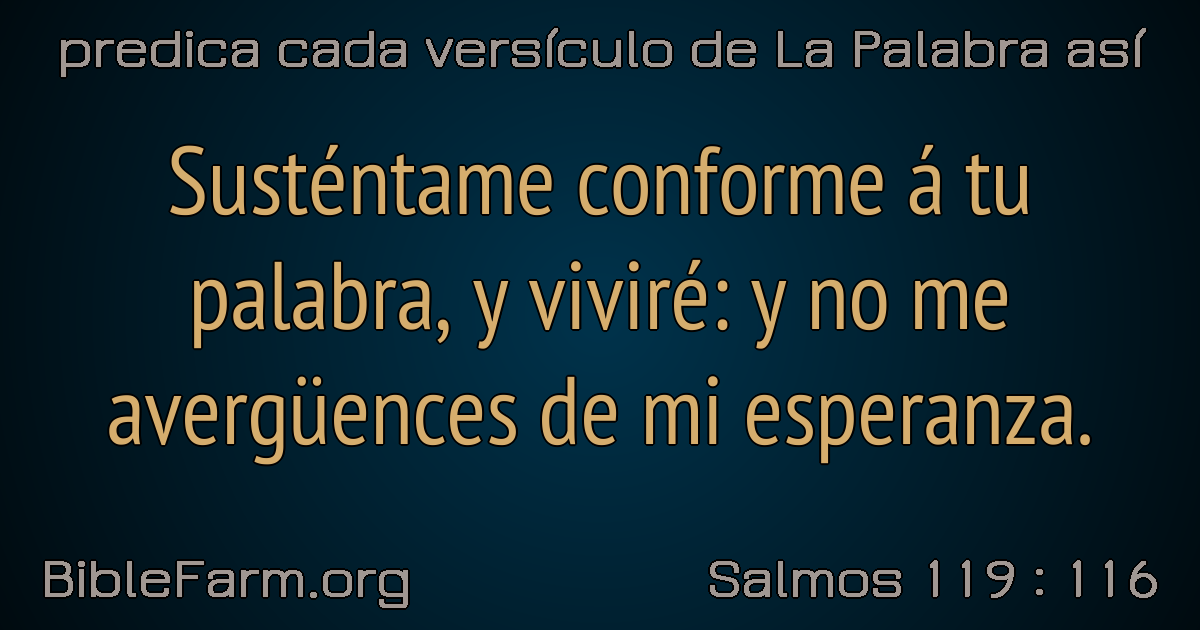 predica cada versículo de La Palabra así
Susténtame conforme á tu
palabra, y viviré: y no me
avergüences de mi esperanza.
BibleFarm.org
Salmos 119 : 116